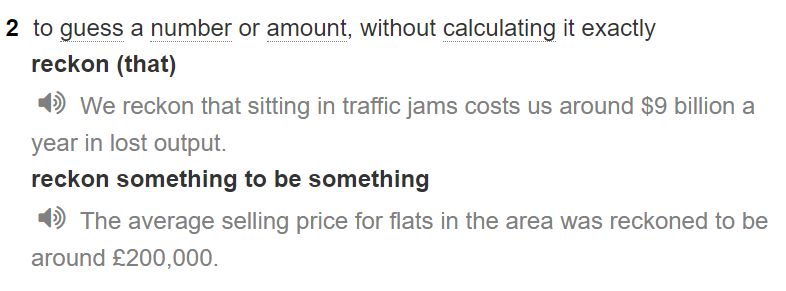 2 to guess a number or amount, without calculating it exactly
reckon (that)
We reckon that sitting in traffic jams costs us around $9 billion a
year in lost output.
reckon something to be something
The average selling price for flats in the area was reckoned to be
around £200,000.